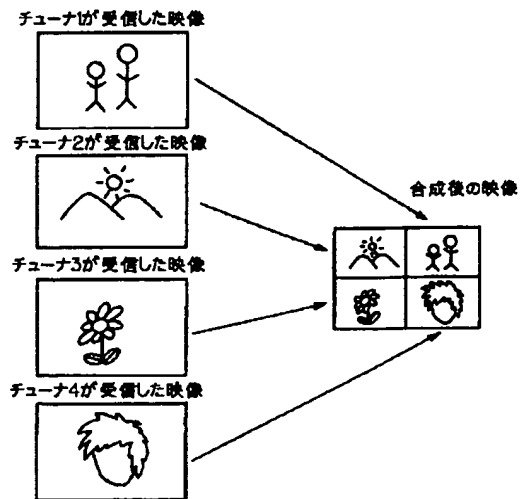 チューナ1が受信した映像
チューナ2が受信した映像
合成後の映像
チューナ3が受信した映像
チューナ4が受信した映像